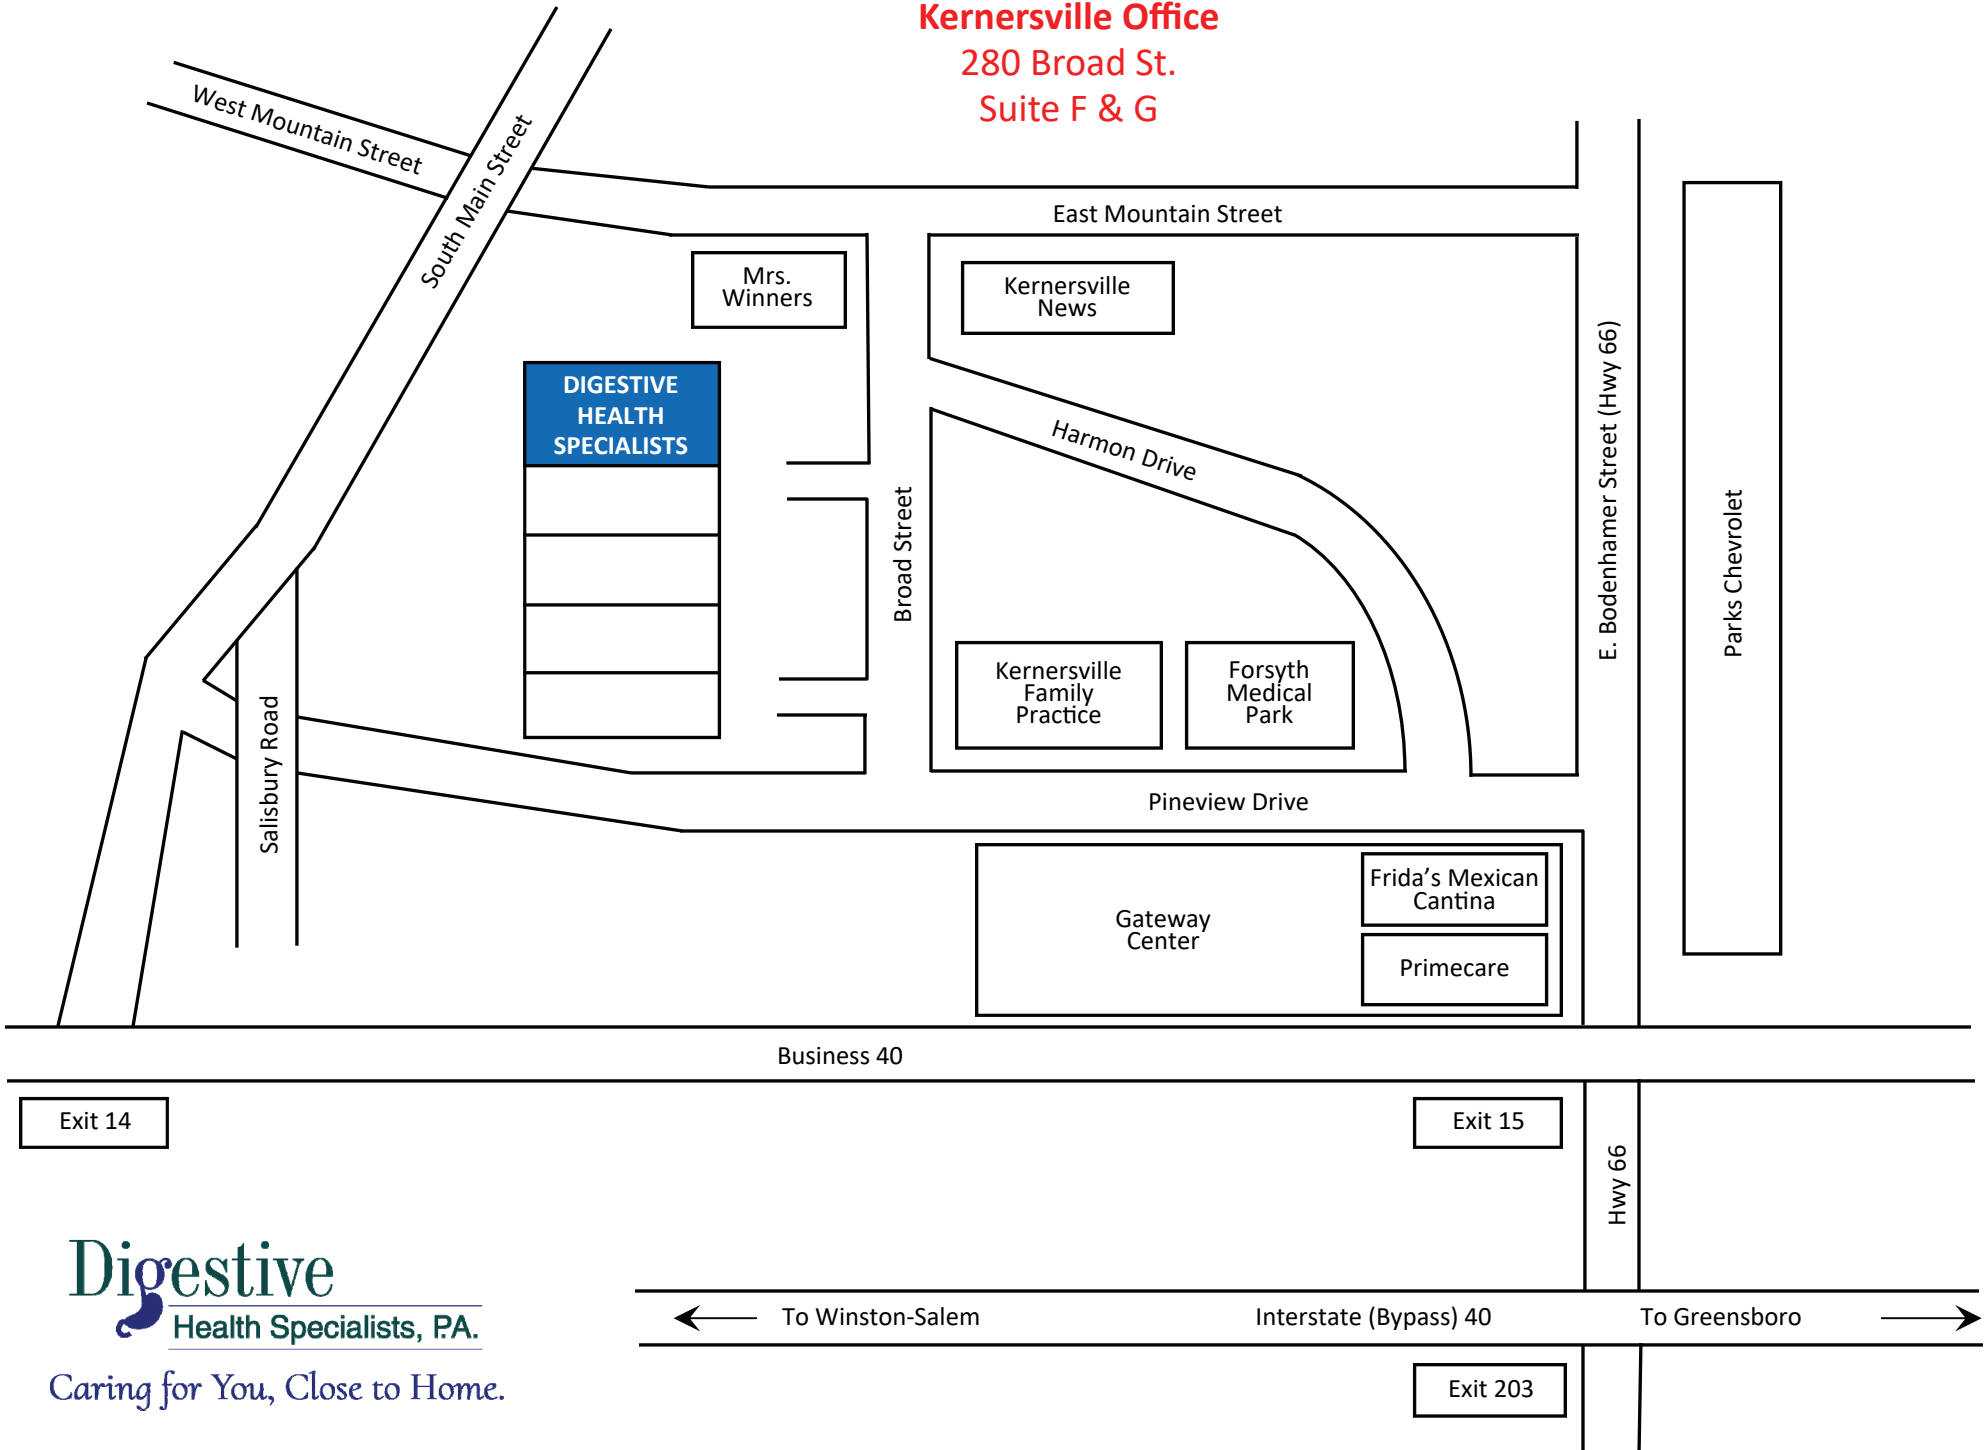 Kernersville Office
280 Broad St.
Suite F & G
West Mountain Street
South Main Street
East Mountain Street
Mrs.
Winners
Kernersville
News
DIGESTIVE
HEALTH
SPECIALISTS
Harmon Drive
Broad Street
E. Bodenhamer Street (Hwy 66)
Parks Chevrolet
Kernersville
Family
Practice
Forsyth
Medical
Park
Salisbury Road
Pineview Drive
Gateway
Center
Frida’s Mexican
Cantina
Primecare
Business 40
Exit 14
Exit 15
Hwy 66
To Winston-Salem
Interstate (Bypass) 40
To Greensboro
Exit 203
Digestive
Health Specialists, P.A.
Caring for You, Close to Home.